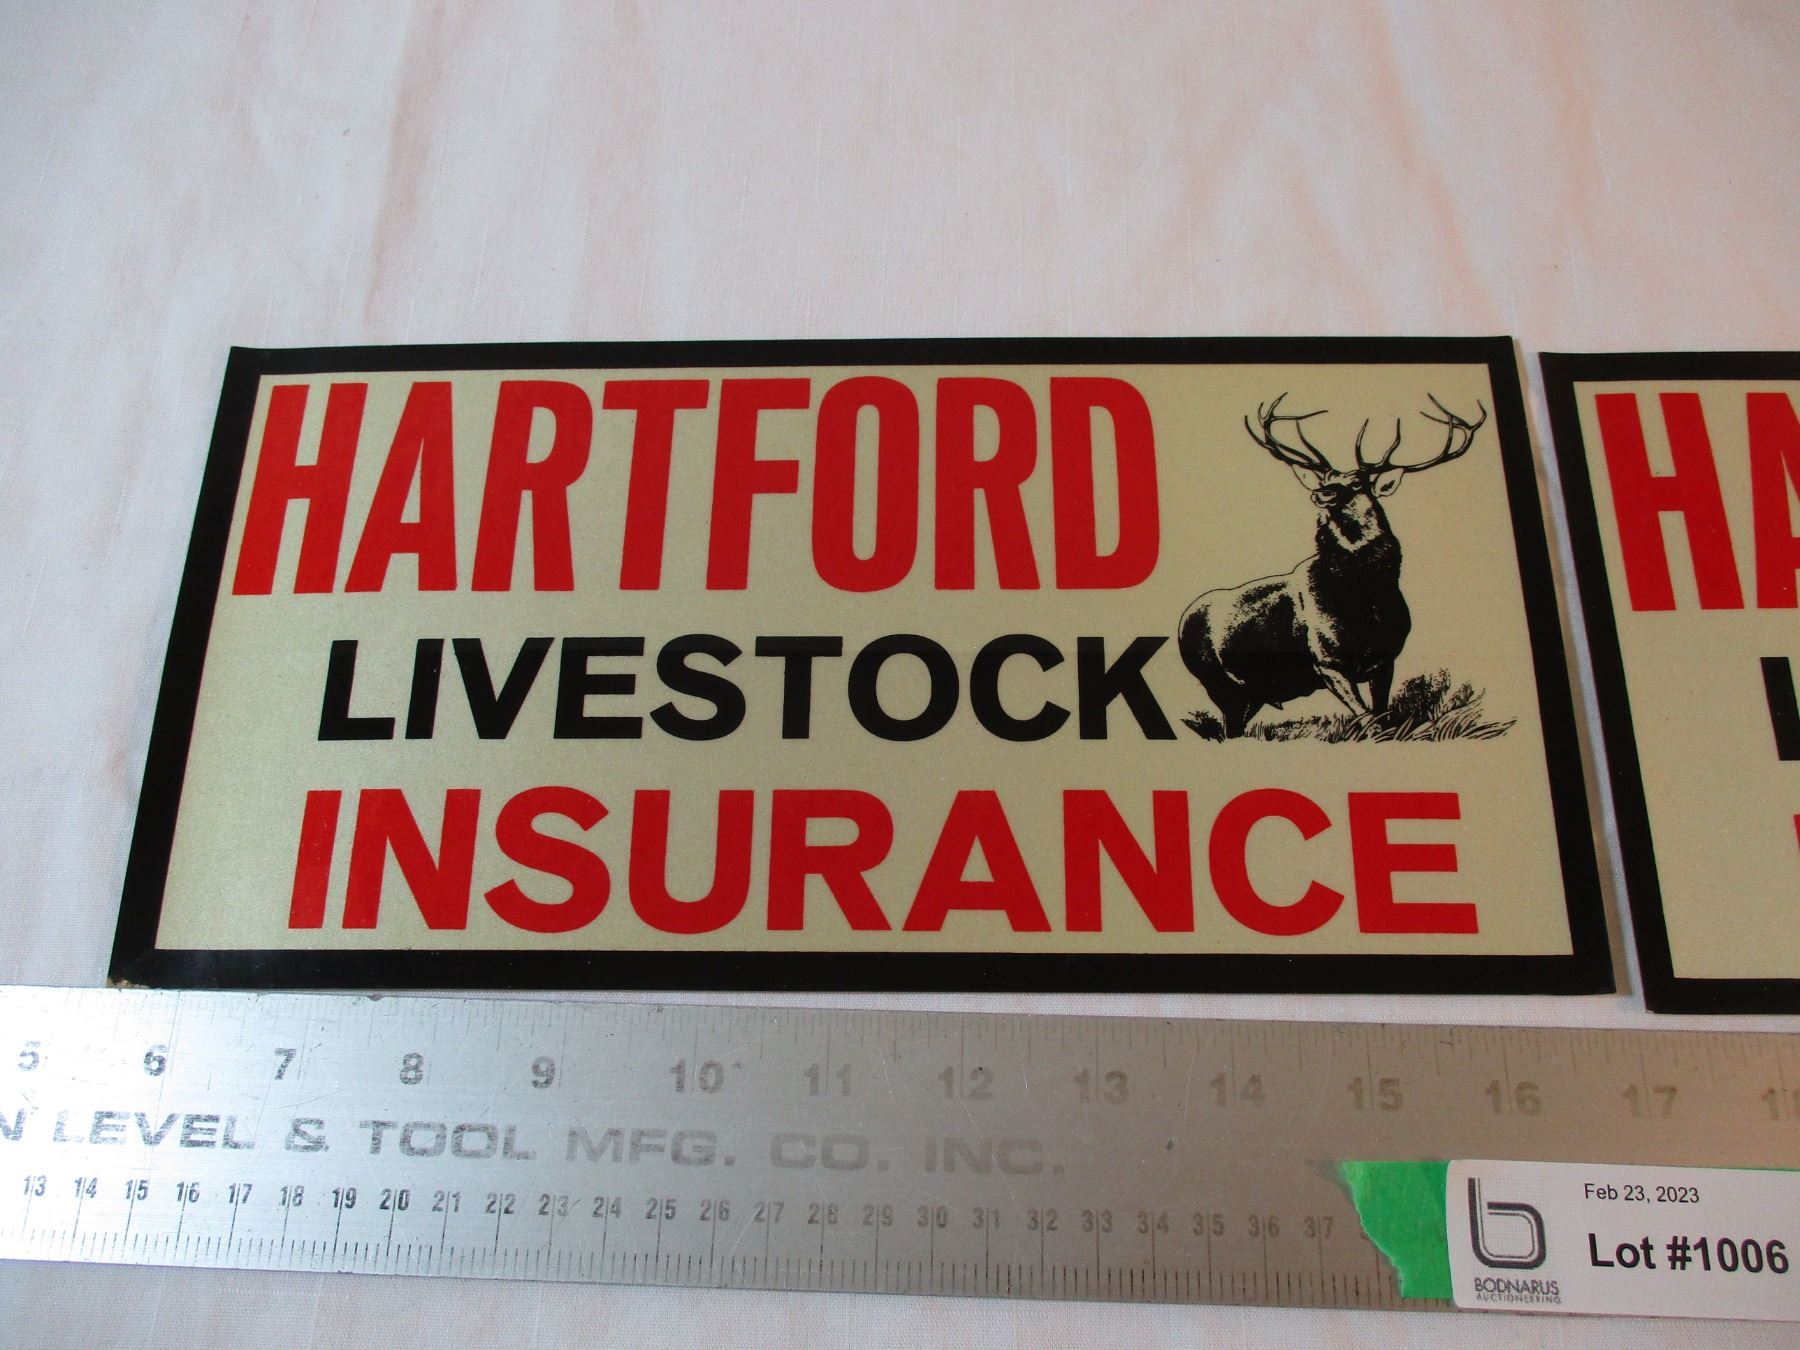 HARTFORD
LIVESTOCK
INSURANCE
HA
5 6 7 8 9 10 11 12 13 14 15 16 17
LEVEL & TOOL MFG. CO. INC.
13 14 15 16 17 18 19 20 21 22 23 24 25 26 27 28 29 30 31 32 33 34 35 36 37
Feb 23, 2023
Lot #1006
BODNARUS
AUCTIONEERING